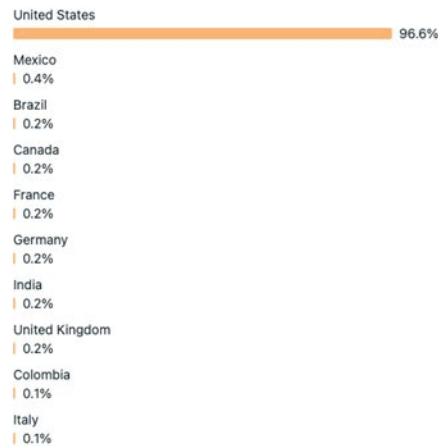 United States
96.6%
Mexico
0.4%
Brazil
0.2%
Canada
0.2%
France
0.2%
Germany
0.2%
India
0.2%
United Kingdom
0.2%
Colombia
0.1%
Italy
0.1%